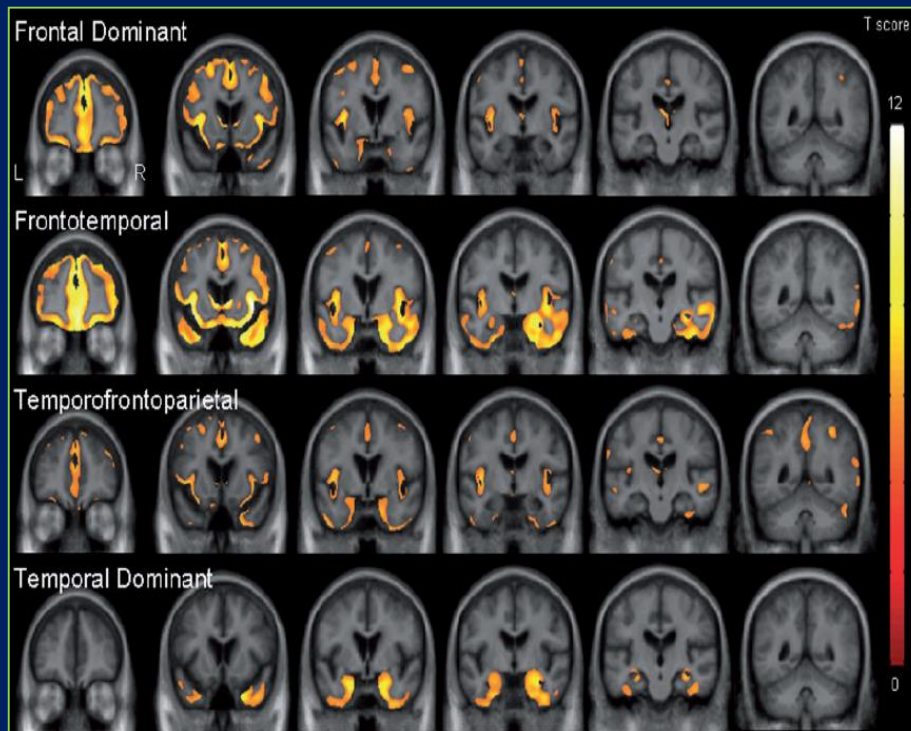 Frontal Dominant
T score
12
L
R
Frontotemporal
Temporofrontoparietal
Temporal Dominant
0